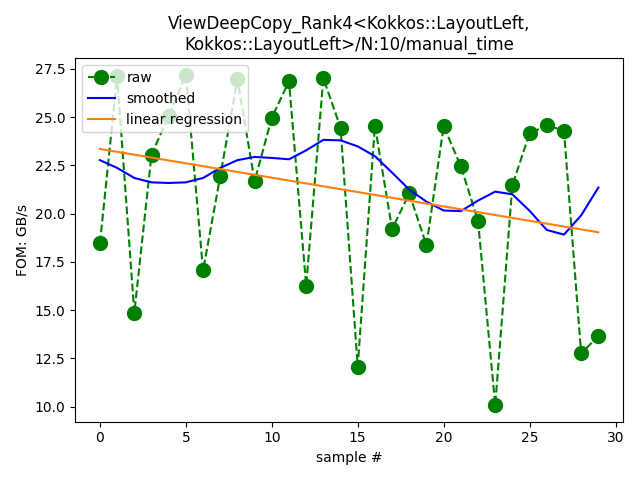 ViewDeepCopy_Rank4<Kokkos::LayoutLeft,
Kokkos::LayoutLeft>/N:10/manual_time
27.5
25.0
22.5
20.0
17.5
15.0
12.5
10.0
FOM: GB/s
raw
smoothed
linear regression
0
5
10
15
20
25
30
sample #